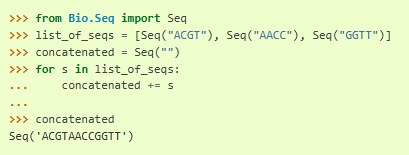 >>> from Bio.Seq import Seq
>>> list_of_seqs = [Seq("ACGT"), Seq("AACC"), Seq("GGTT")]
>>> concatenated = Seq("")
>>> for s in list_of_seqs:
...     concatenated += s
...
>>> concatenated
Seq('ACGTAACCGGTT')